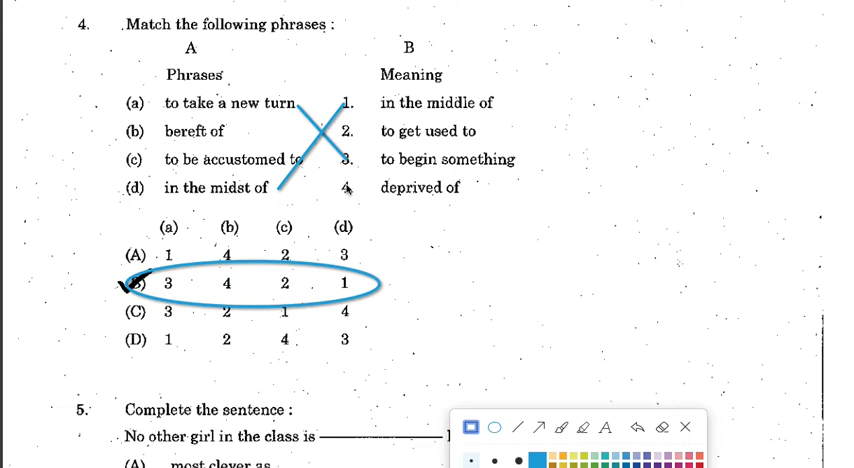 4. Match the following phrases :
A B
Phrases Meaning
(a) to take a new turn 1. in the middle of
(b) bereft of 2. to get used to
(c) to be accustomed to 3. to begin something
(d) in the midst of 4. deprived of
(a) (b) (c) (d)
(A) 1 4 2 3
(B) 3 4 2 1
(C) 3 2 1 4
(D) 1 2 4 3
5. Complete the sentence :
No other girl in the class is
(A) most clever as
A